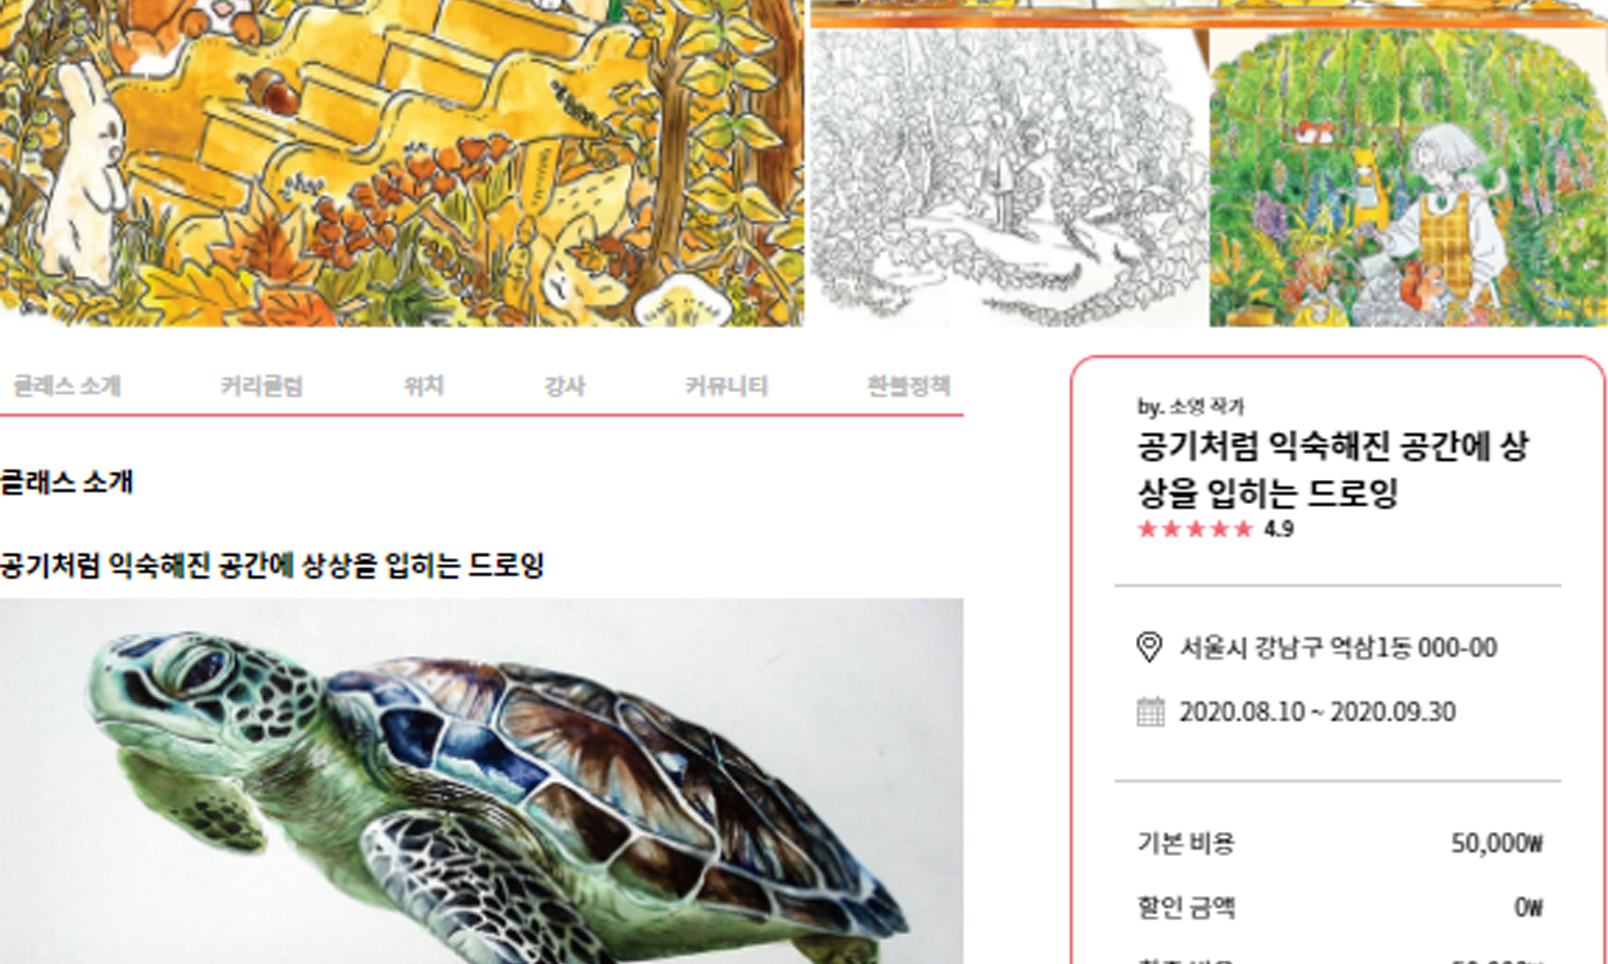 클래스 소개
커리큘럼
위치
강사
커뮤니티
환불정책
클래스 소개
공기처럼 익숙해진 공간에 상상을 입히는 드로잉
by. 소영 작가
공기처럼 익숙해진 공간에 상
상을 입히는 드로잉
4.9
서울시 강남구 역삼1동 000-00
2020.08.10 ~ 2020.09.30
기본 비용 50,000₩
할인 금액 0₩